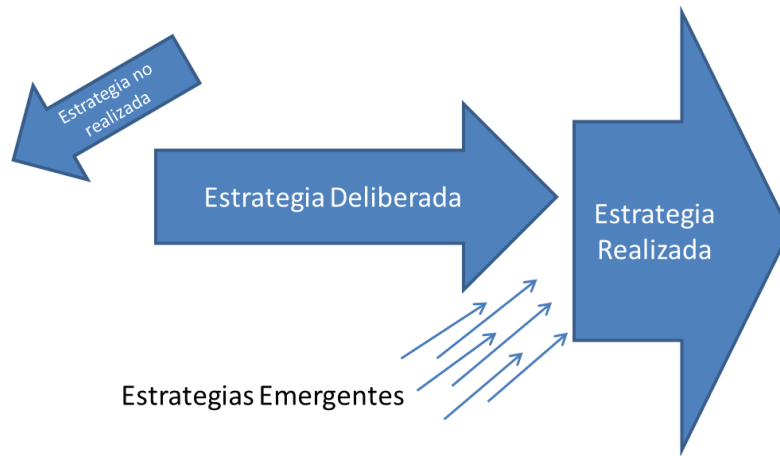 Estrategia no
realizada
Estrategia Deliberada
Estrategia
Realizada
Estrategias Emergentes